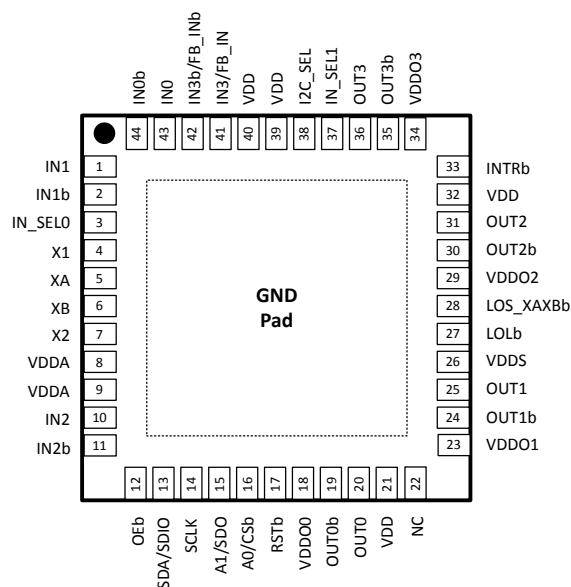 IN0b
IN0
IN3b/FB_INb
IN3/FB_IN
VDD
VDD
I2C_SEL
IN_SEL1
OUT3
OUT3b
VDDO3
44
43
42
41
40
39
38
37
36
35
34
IN1 1
IN1b 2
IN_SEL0 3
X1 4
XA 5
XB 6
X2 7
VDDA 8
VDDA 9
IN2 10
IN2b 11
GND
Pad
33 INTRb
32 VDD
31 OUT2
30 OUT2b
29 VDDO2
28 LOS_XAXBb
27 LOLb
26 VDDS
25 OUT1
24 OUT1b
23 VDDO1
12
13
14
15
16
17
18
19
20
21
22
OEb
SDA/SDIO
SCLK
A1/SDO
A0/CSb
RSTb
VDDO0
OUT0b
OUT0
VDD
NC